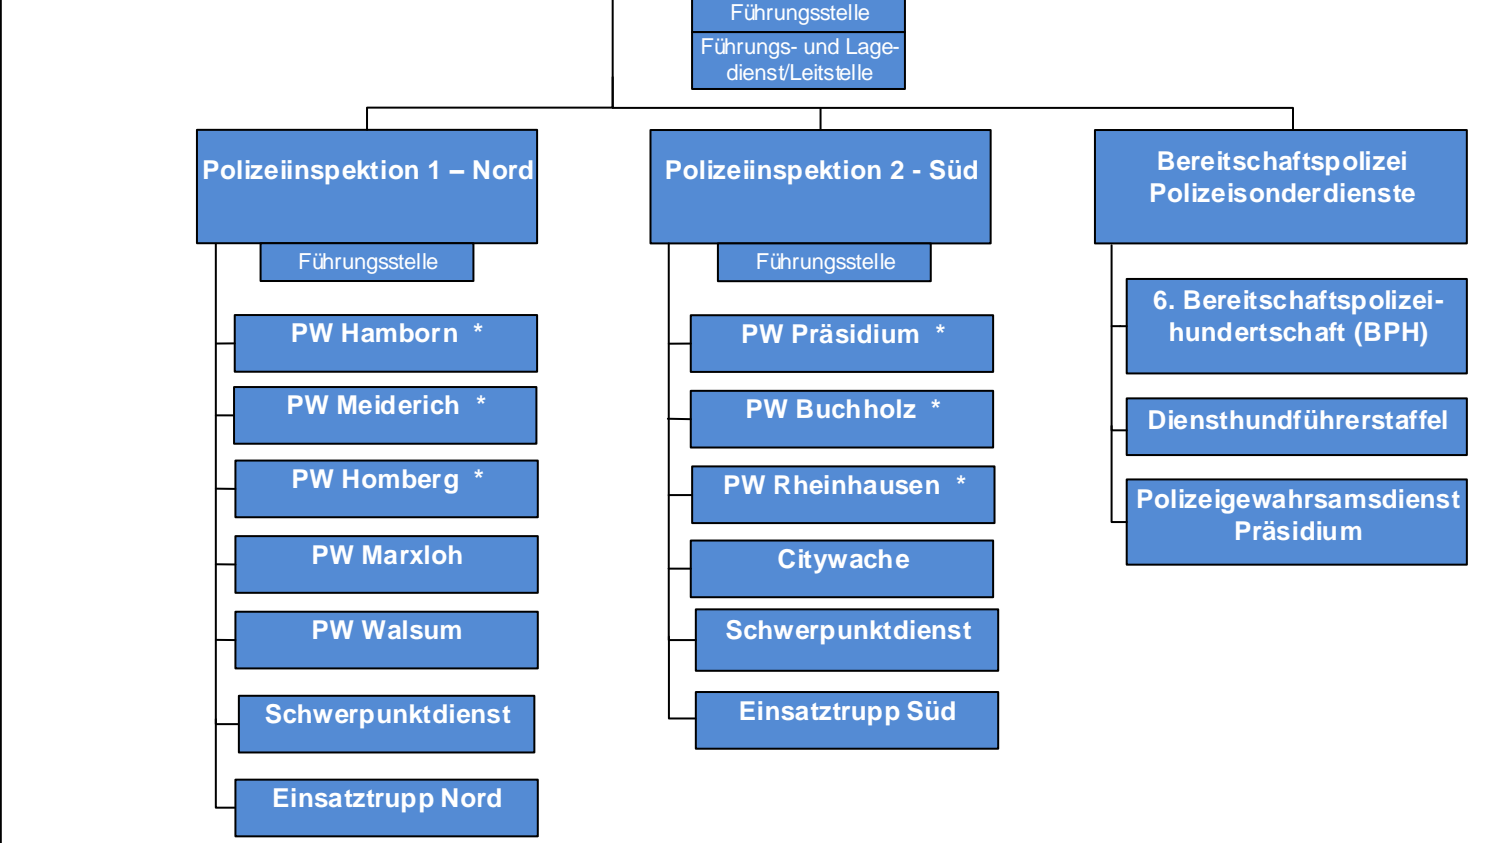 Führungsstelle
Führungs- und Lage-
dienst/Leitstelle
Polizeiinspektion 1 – Nord
Führungsstelle
PW Hamborn *
PW Meiderich *
PW Homberg *
PW Marxloh
PW Walsum
Schwerpunktdienst
Einsatztrupp Nord
Polizeiinspektion 2 - Süd
Führungsstelle
PW Präsidium *
PW Buchholz *
PW Rheinhausen *
Citywache
Schwerpunktdienst
Einsatztrupp Süd
Bereitschaftspolizei
Polizeisonderdienste
6. Bereitschaftspolizei-
hundertschaft (BPH)
Diensthundführerstaffel
Polizeigewahrsamsdienst
Präsidium